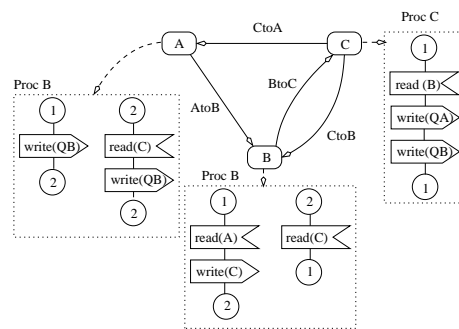 Proc C
CtoA
A
C
1
Proc B
BtoC
read (B)
1
2
AtoB
write(QA)
CtoB
write(QB)
read(C)
write(QB)
B
2
write(QB)
Proc B
1
2
1
2
read(A)
read(C)
write(C)
1
2